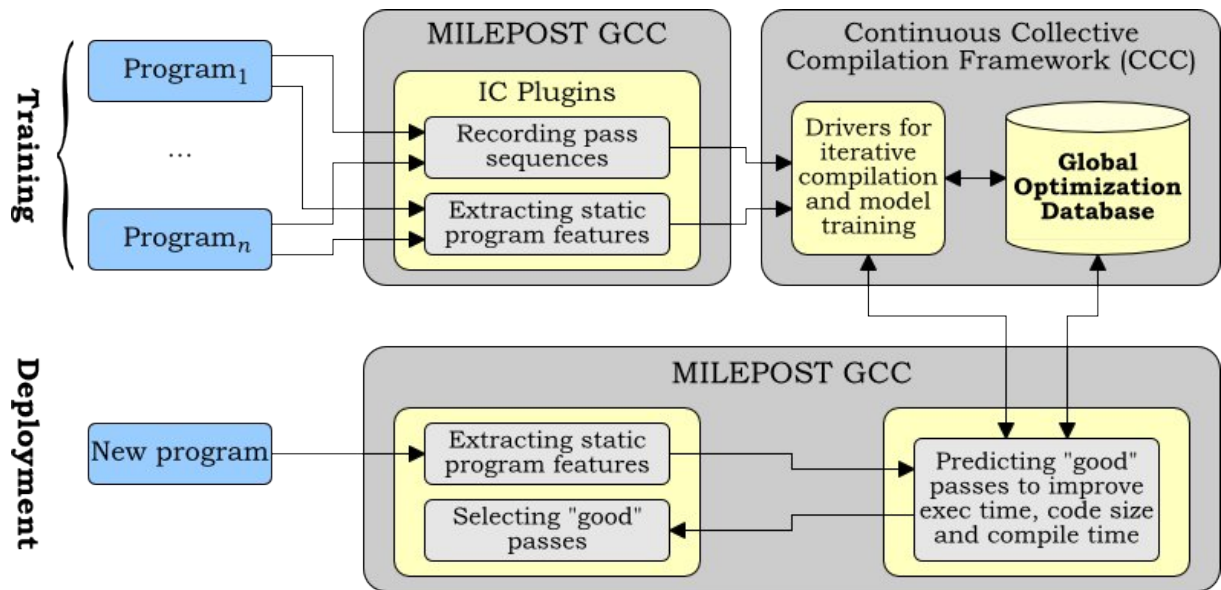 Training
Program1
...
Programn
MILEPOST GCC
IC Plugins
Recording pass
sequences
Extracting static
program features
Continuous Collective
Compilation Framework (CCC)
Drivers for
iterative
compilation
and model
training
Global
Optimization
Database
Deployment
New program
MILEPOST GCC
Extracting static
program features
Selecting "good"
passes
Predicting "good"
passes to improve
exec time, code size
and compile time